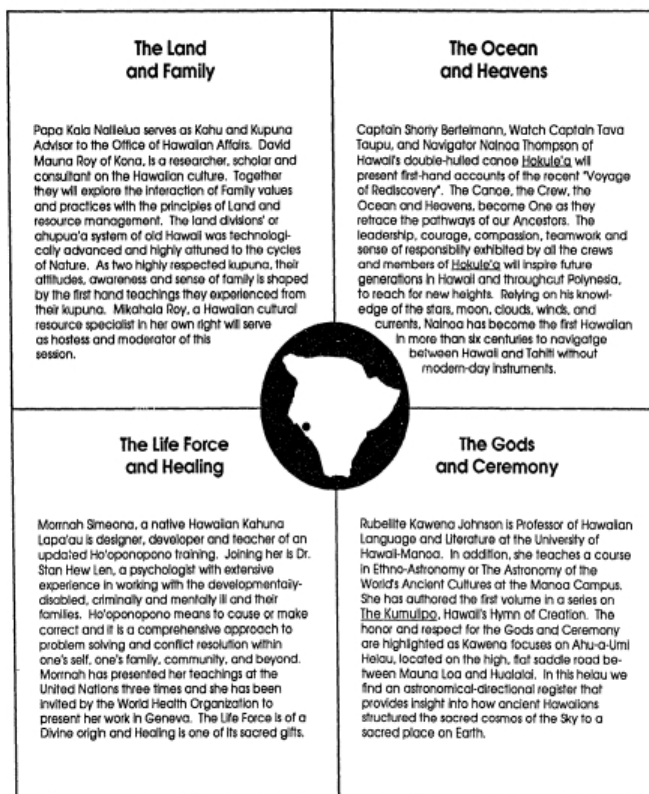 The Land
and Family
Papa Kala Naillelua serves as Kahu and Kupuna
Advisor to the Office of Hawaiian Affairs. David
Mauna Roy of Kona, is a researcher, scholar and
consultant on the Hawaiian culture. Together
they will explore the interaction of Family values
and practices with the principles of Land and
resource management. The land divisions' or
ahupua'a system of old Hawaii was technologi-
cally advanced and highly attuned to the cycles
of Nature. As two highly respected kupuna, their
attitudes, awareness and sense of family is shaped
by the first hand teachings they experienced from
their kupuna. Mikahala Roy, a Hawaiian cultural
resource specialist in her own right will serve
as hostess and moderator of this
session.
The Ocean
and Heavens
Captain Shorty Bertelmann, Watch Captain Tava
Taupu, and Navigator Nainoa Thompson of
Hawaii's double-hulled canoe Hokule'a will
present first-hand accounts of the recent "Voyage
of Rediscovery". The Canoe, the Crew, the
Ocean and Heavens, become One as they
retrace the pathways of our Ancestors. The
leadership, courage, compassion, teamwork and
sense of responsibility exhibited by all the crews
and members of Hokule'a will inspire future
generations in Hawaii and throughout Polynesia,
to reach for new heights. Relying on his knowl-
edge of the stars, moon, clouds, winds, and
currents, Nainoa has become the first Hawaiian
in more than six centuries to navigatge
between Hawaii and Tahiti without
modern-day instruments.
The Life Force
and Healing
Morrnah Simeona, a native Hawaiian Kahuna
Lapa'au is designer, developer and teacher of an
updated Ho'oponopono training. Joining her is Dr.
Stan Hew Len, a psychologist with extensive
experience in working with the developmentally-
disabled, criminally and mentally ill and their
families. Ho'oponopono means to cause or make
correct and it is a comprehensive approach to
problem solving and conflict resolution within
one's self, one's family, community, and beyond.
Morrnah has presented her teachings at the
United Nations three times and she has been
invited by the World Health Organization to
present her work in Geneva. The Life Force is of a
Divine origin and Healing is one of its sacred gifts.
The Gods
and Ceremony
Rubellite Kawena Johnson is Professor of Hawaiian
Language and Literature at the University of
Hawaii-Manoa. In addition, she teaches a course
in Ethno-Astronomy or The Astronomy of the
World's Ancient Cultures at the Manoa Campus.
She has authored the first volume in a series on
The Kumulipo, Hawaii's Hymn of Creation. The
honor and respect for the Gods and Ceremony
are highlighted as Kawena focuses on Ahu-a-Umi
Heiau, located on the high, flat saddle road be-
tween Mauna Loa and Hualalai. In this heiau we
find an astronomical-directional register that
provides insight into how ancient Hawaiians
structured the sacred cosmos of the Sky to a
sacred place on Earth.